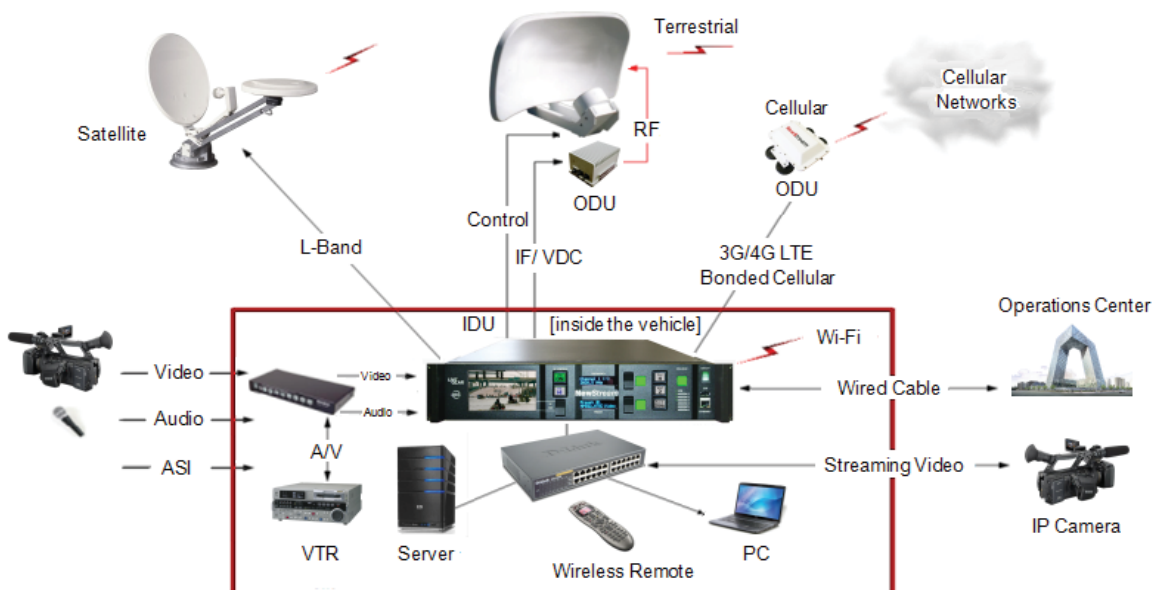 Terrestrial
Cellular
Networks
Cellular
Satellite
RF
ODU
ODU
Control
L-Band
IF/ VDC
3G/4G LTE
Bonded Cellular
Operations Center
IDU
[inside the vehicle]
Wi-Fi
Video
Video
NewStream
Wired Cable
Audio
Audio
A/V
ASI
Streaming Video
VTR
Server
PC
IP Camera
Wireless Remote